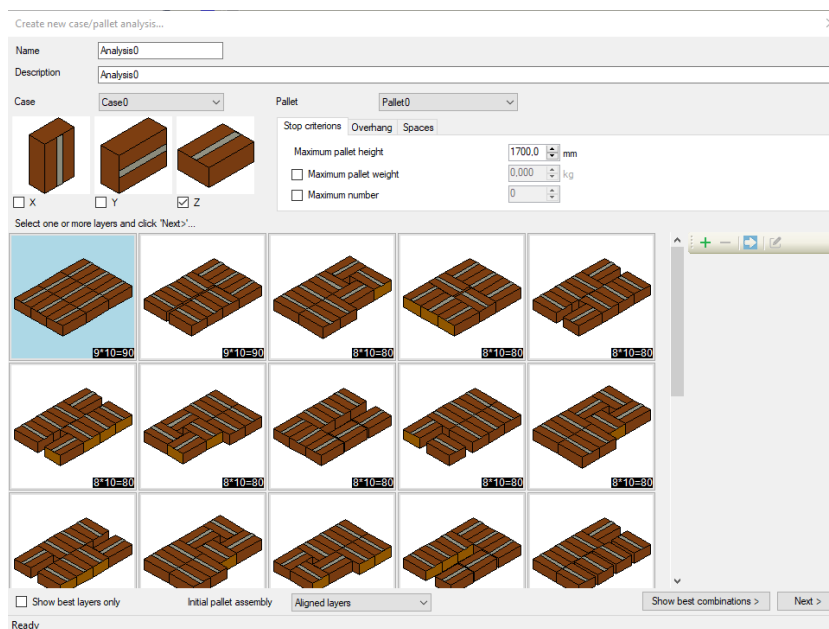 Create new case/pallet analysis...
Name Analysis0
Description Analysis0
Case Case0 Pallet Pallet0
Stop criterions Overhang Spaces
Maximum pallet height 1700.0 mm
Maximum pallet weight 0,000 kg
Maximum number 0
X Y Z
Select one or more layers and click 'Next>'...
9*10=90 9*10=90 8*10=80 8*10=80 8*10=80
8*10=80 8*10=80 8*10=80 8*10=80 8*10=80
Show best layers only Initial pallet assembly Aligned layers Show best combinations > Next >
Ready